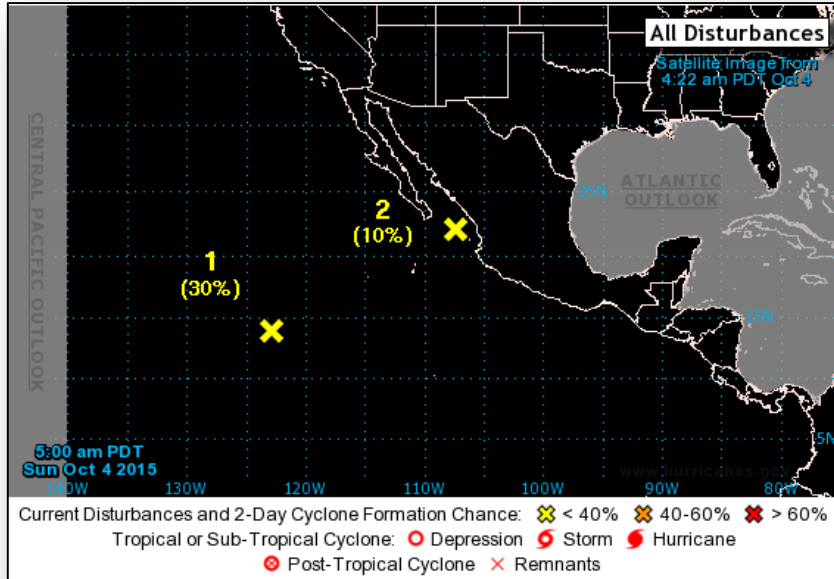 All Disturbances
Satellite Image from
4:22 am PDT Oct 4
CENTRAL PACIFIC OUTLOOK
ATLANTIC
OUTLOOK
25N
2
(10%)
1
(30%)
15N
5N
5:00 am PDT
Sun Oct 4 2015
www.hurricanes.gov
140W 130W 120W 110W 100W 90W 80W
Current Disturbances and 2-Day Cyclone Formation Chance: < 40% 40-60% > 60%
Tropical or Sub-Tropical Cyclone: Depression Storm Hurricane
Post-Tropical Cyclone Remnants